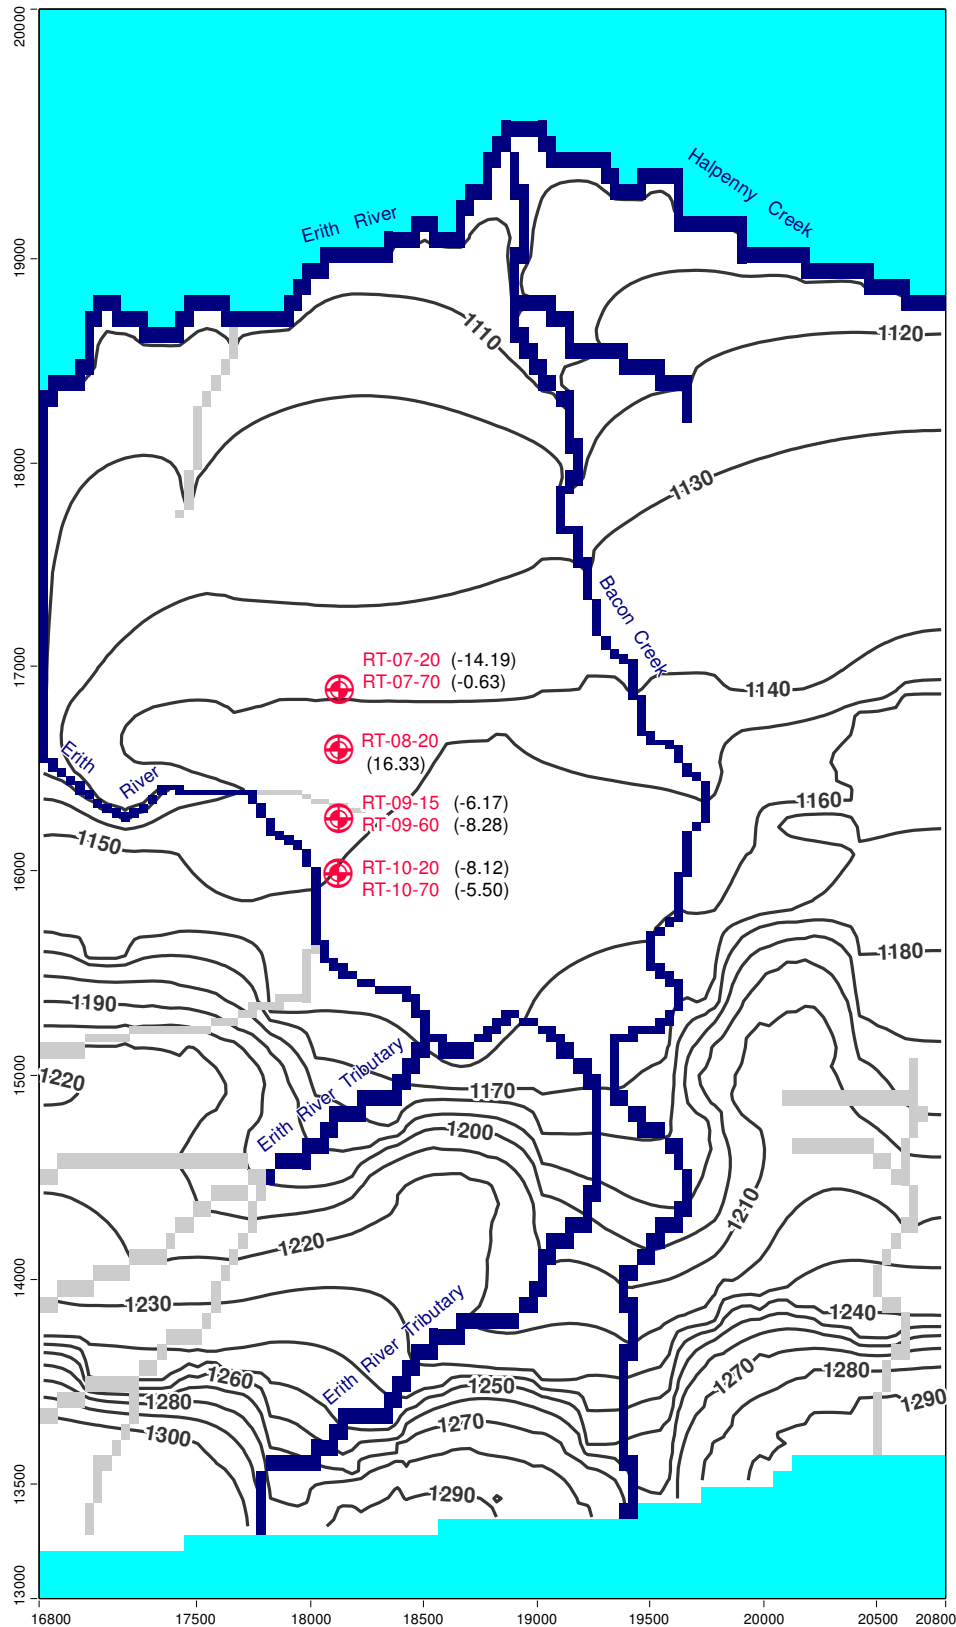 20000
Halpenny Creek
Erith River
19000
1110
1120
18000
1130
Bacon Creek
17000
RT-07-20 (-14.19)
RT-07-70 (-0.63)
1140
RT-08-20
(16.33)
Erith River
RT-09-15 (-6.17)
RT-09-60 (-8.28)
1160
1150
16000
RT-10-20 (-8.12)
RT-10-70 (-5.50)
1180
1190
15000
1220
Erith River Tributary
1170
1200
1210
1220
14000
1230
1240
Erith River Tributary
1260
1250
1270
1280
1280
1290
1300
1270
13500
1290
13000
16800 17500 18000 18500 19000 19500 20000 20500 20800